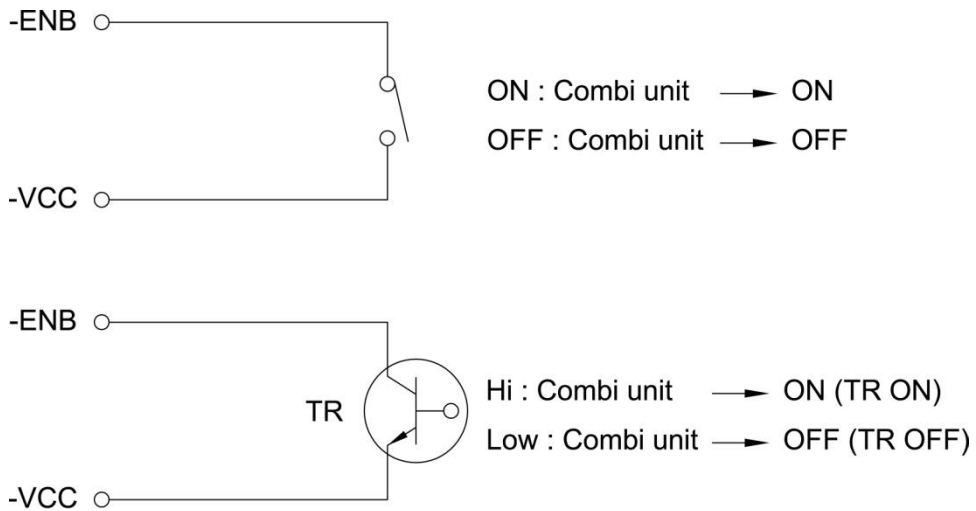 -ENB
ON : Combi unit → ON
OFF : Combi unit → OFF
-VCC
-ENB
TR
Hi : Combi unit → ON (TR ON)
Low : Combi unit → OFF (TR OFF)
-VCC